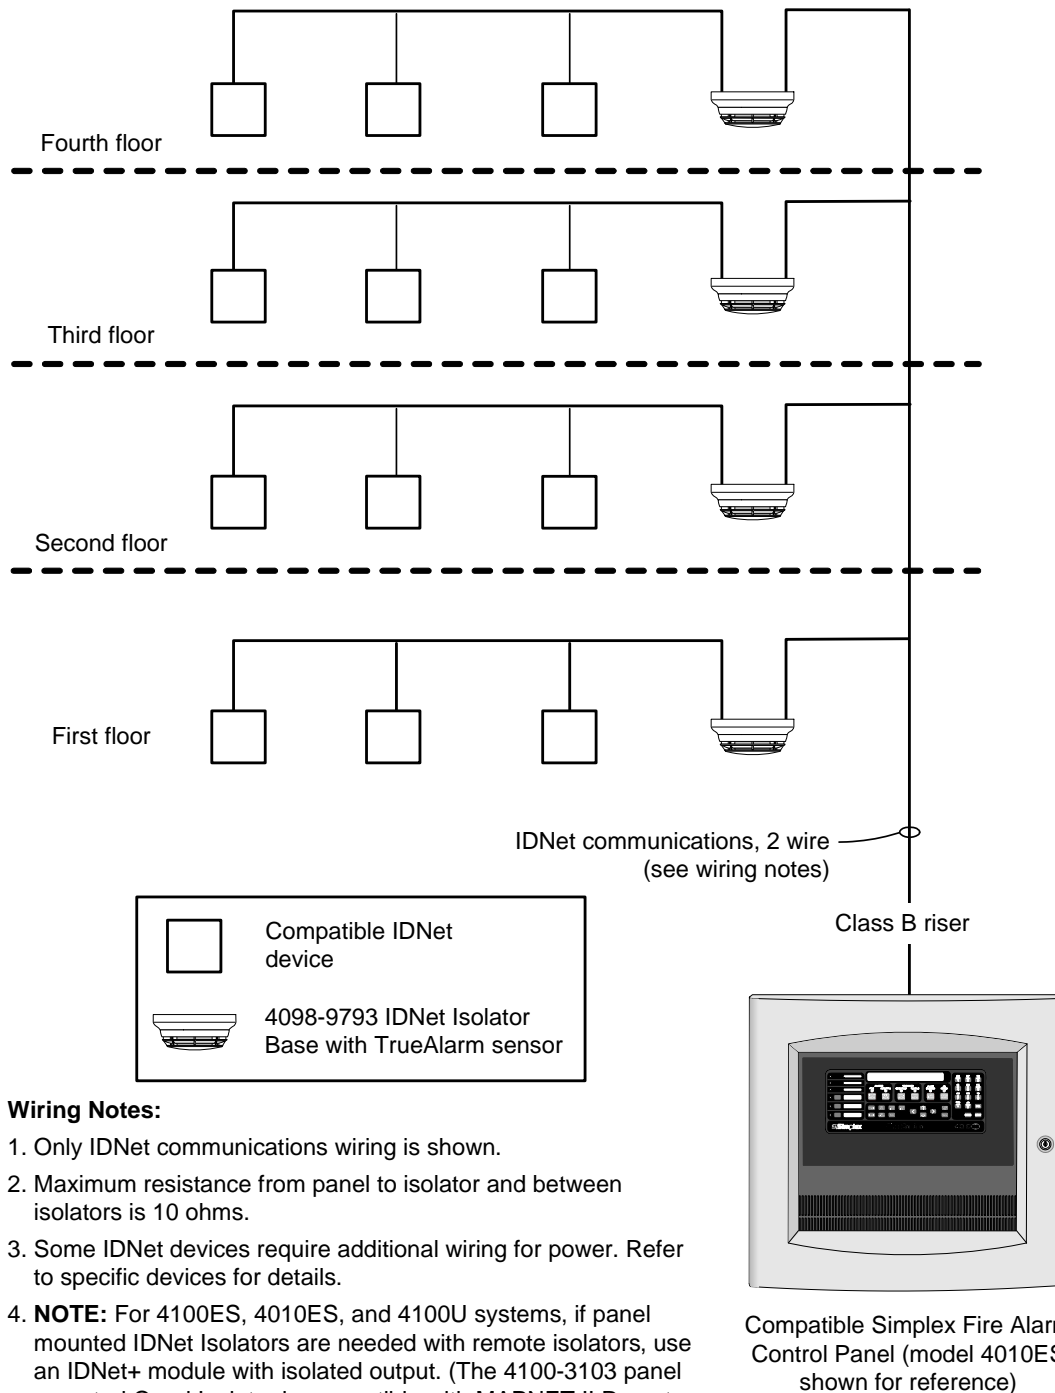 Fourth floor
Third floor
Second floor
First floor
IDNet communications, 2 wire
(see wiring notes)
Class B riser
Compatible IDNet
device
4098-9793 IDNet Isolator
Base with TrueAlarm sensor
Simplex
Wiring Notes:
1. Only IDNet communications wiring is shown.
2. Maximum resistance from panel to isolator and between
isolators is 10 ohms.
3. Some IDNet devices require additional wiring for power. Refer
to specific devices for details.
4. NOTE: For 4100ES, 4010ES, and 4100U systems, if panel
mounted IDNet Isolators are needed with remote isolators, use
an IDNet+ module with isolated output. (The 4100-3103 panel
Compatible Simplex Fire Alarm
Control Panel (model 4010ES
shown for reference)